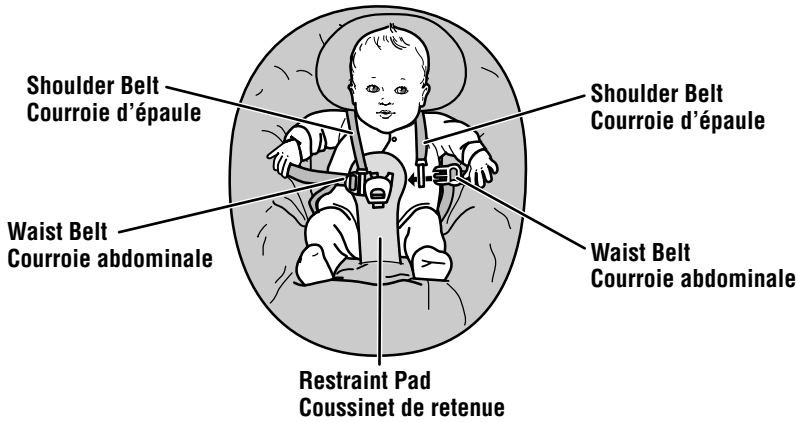 Shoulder Belt
Courroie d'épaule
Shoulder Belt
Courroie d'épaule
Waist Belt
Courroie abdominale
Waist Belt
Courroie abdominale
Restraint Pad
Coussinet de retenue